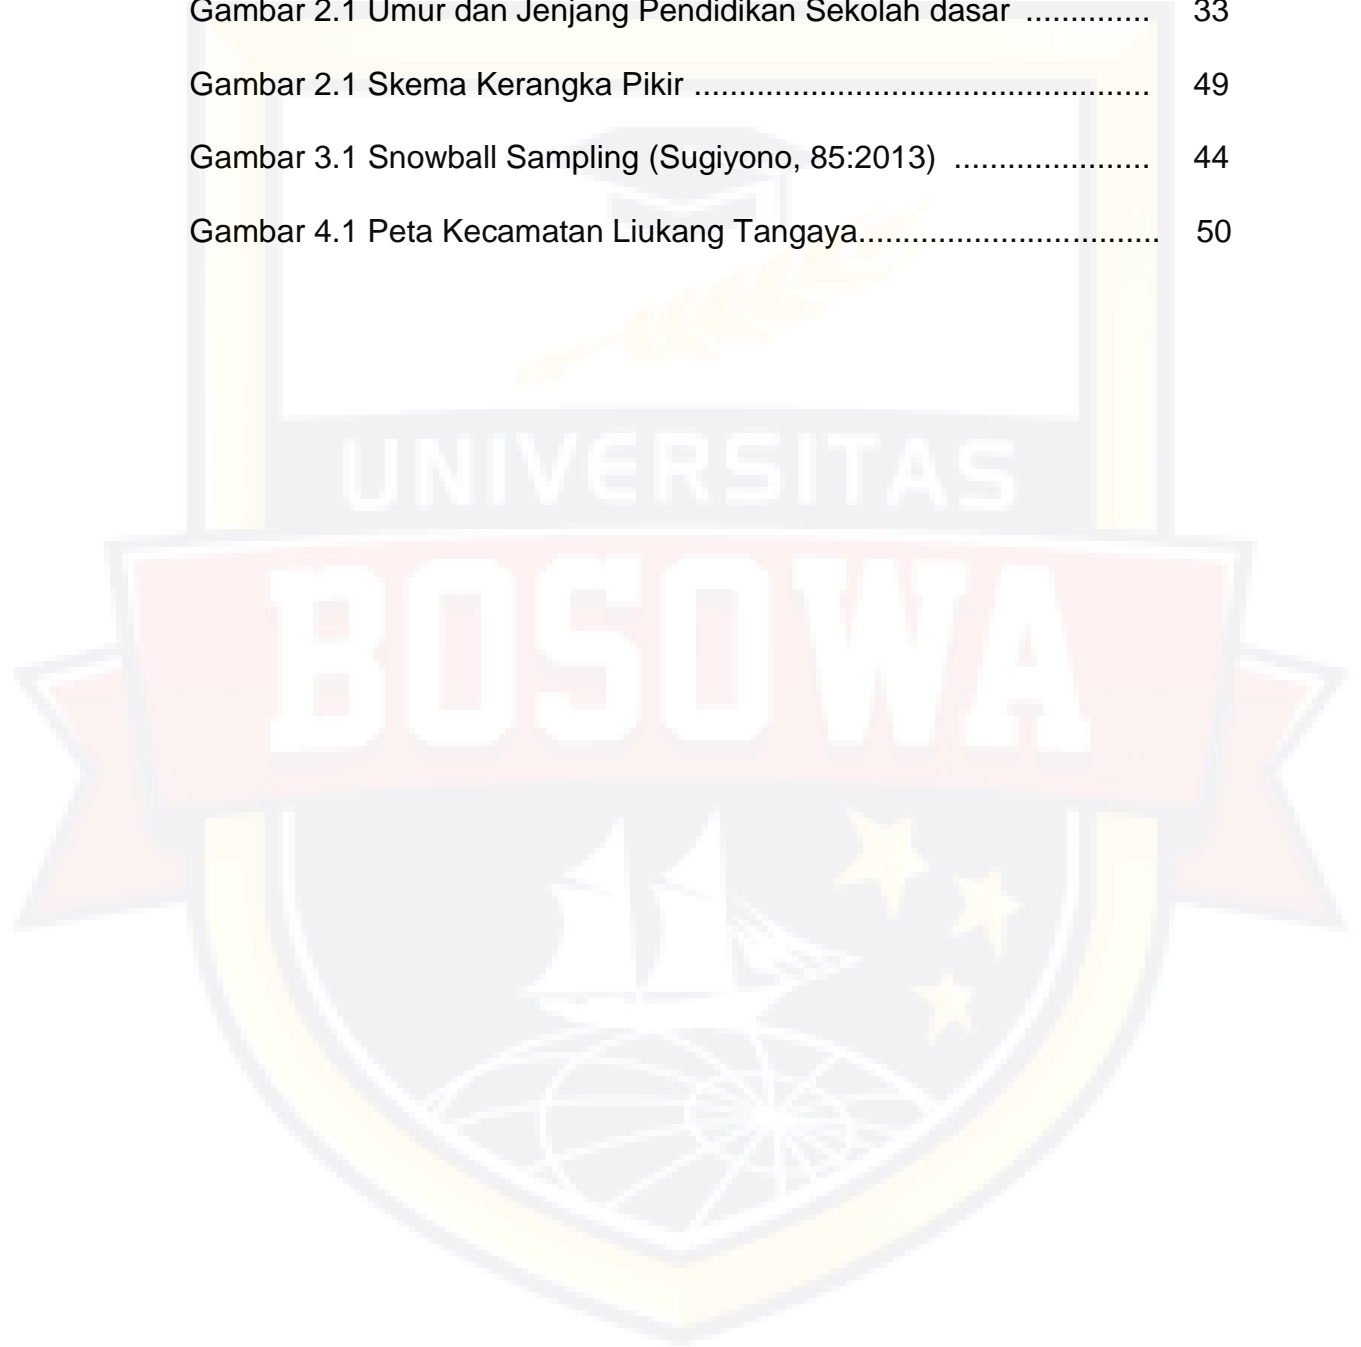 Gambar 2.1 Umur dan Jenjang Pendidikan Sekolah dasar .............. 33
Gambar 2.1 Skema Kerangka Pikir ................................................... 49
Gambar 3.1 Snowball Sampling (Sugiyono, 85:2013) ...................... 44
Gambar 4.1 Peta Kecamatan Liukang Tangaya.................................. 50
UNIVERSITAS
BOSOWA